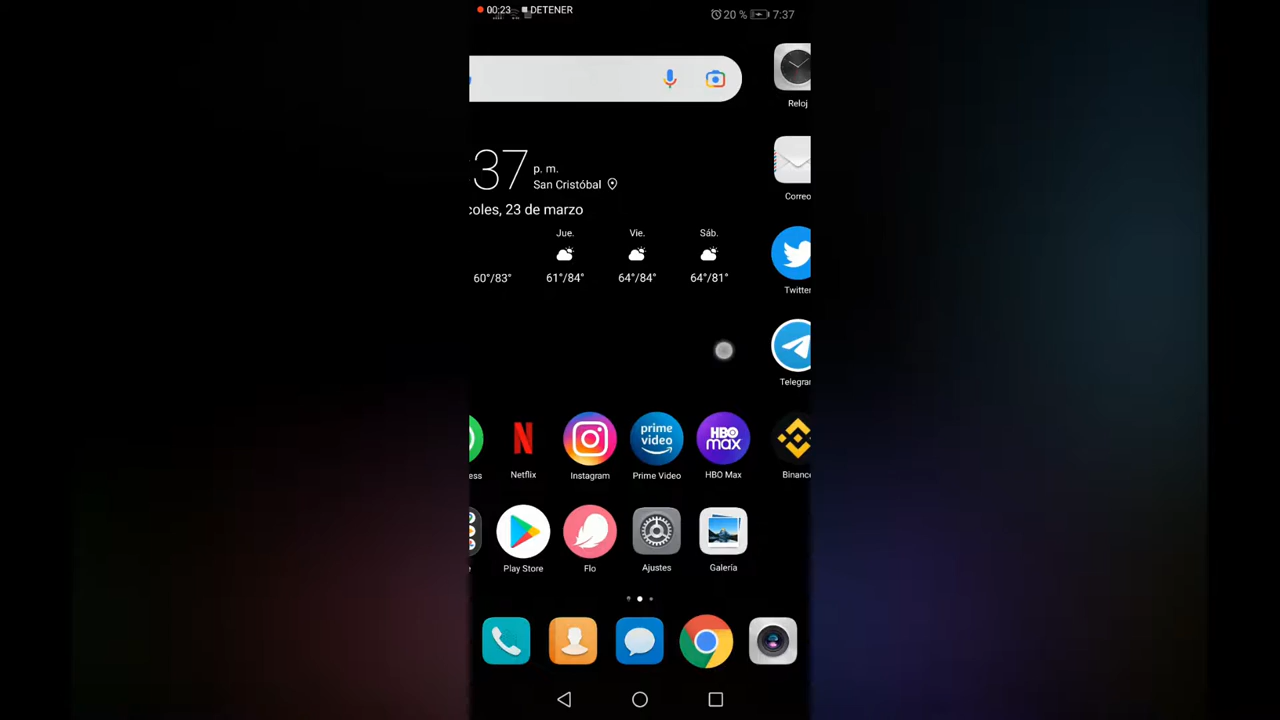 00:23 DETENER 20 % 7:37
Reloj
37 p. m.
San Cristóbal
Correo
coles, 23 de marzo
Jue. Vie. Sáb.
60°/83° 61°/84° 64°/84° 64°/81°
Twitter
Telegram
prime video
HBO max
ess Netflix Instagram Prime Video HBO Max Binance
e Play Store Flo Ajustes Galería